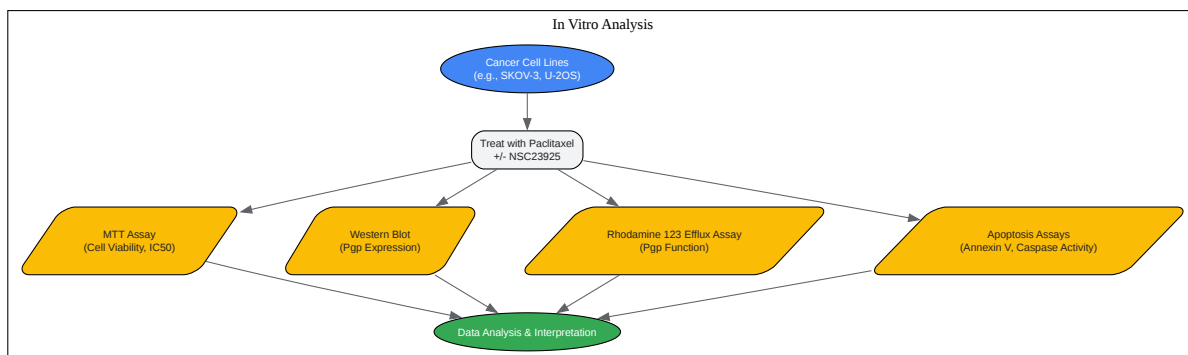 In Vitro Analysis
Cancer Cell Lines
(e.g., SKOV-3, U-2OS)
Treat with Paclitaxel
+/- NSC23925
MTT Assay
(Cell Viability, IC50)
Western Blot
(Pgp Expression)
Rhodamine 123 Efflux Assay
(Pgp Function)
Apoptosis Assays
(Annexin V, Caspase Activity)
Data Analysis & Interpretation